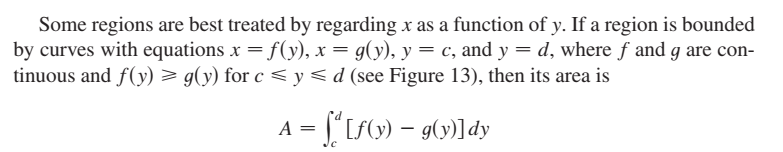 Some regions are best treated by regarding x as a function of y. If a region is bounded
by curves with equations x = f(y), x = g(y), y = c, and y = d, where f and g are con-
tinuous and f(y) ≥ g(y) for c ≤ y ≤ d (see Figure 13), then its area is
A = ∫_c^d [f(y) − g(y)] dy